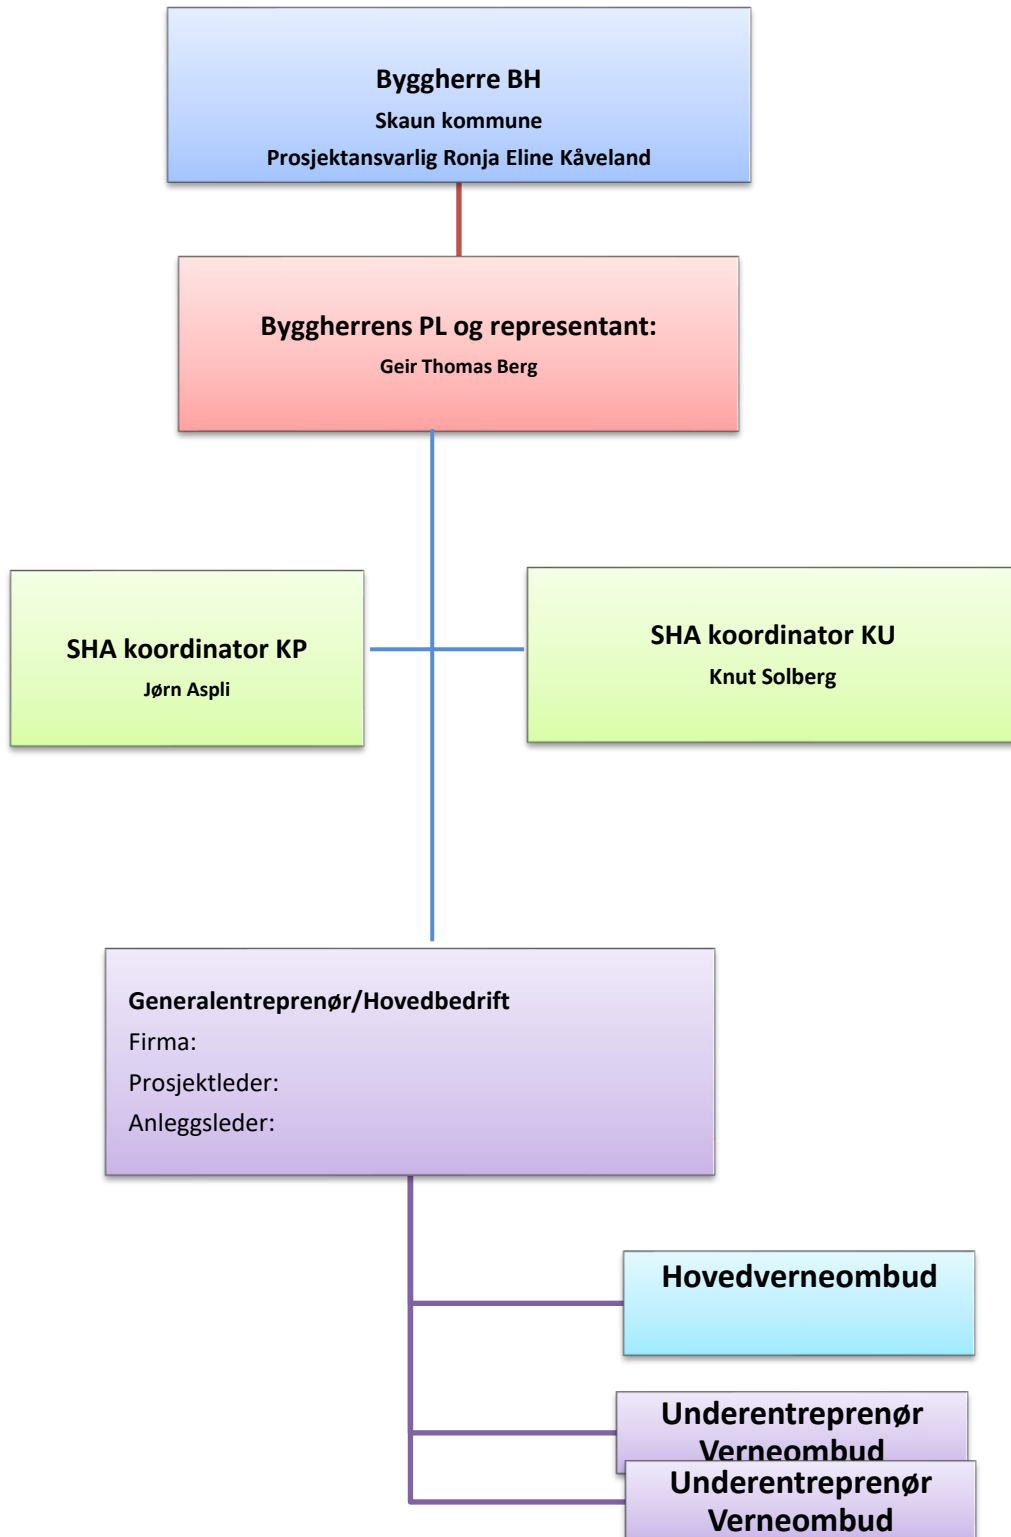 Byggherre BH
Skaun kommune
Prosjektansvarlig Ronja Eline Kåveland
Byggherrens PL og representant:
Geir Thomas Berg
SHA koordinator KP
Jørn Aspli
SHA koordinator KU
Knut Solberg
Generalentreprenør/Hovedbedrift
Firma:
Prosjektleder:
Anleggsleder:
Hovedverneombud
Underentreprenør
Verneombud
Underentreprenør
Verneombud